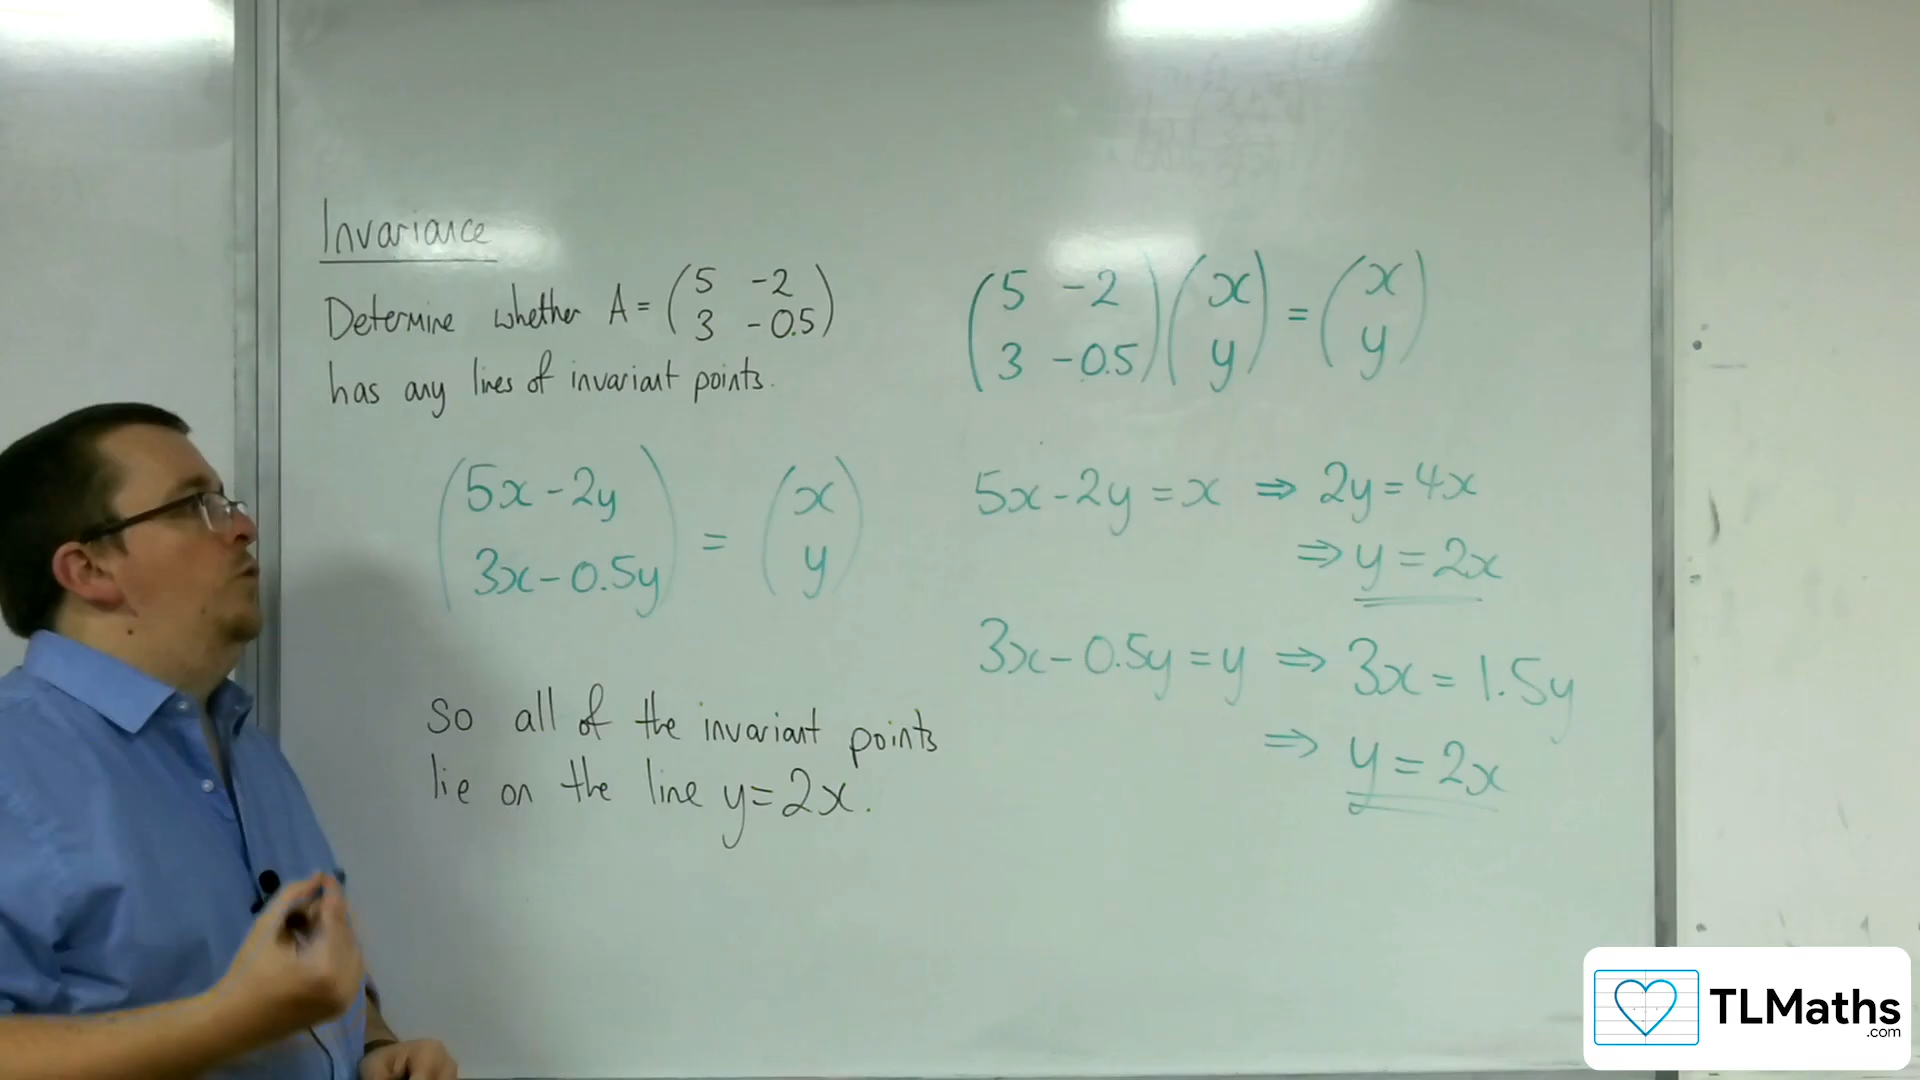 Invariance
Determine whether A = (5 -2
3 -0.5)
has any lines of invariant points.
(5x - 2y
3x - 0.5y) = (x
y)
So all of the invariant points
lie on the line y = 2x.
(5 -2
3 -0.5)(x
y) = (x
y)
5x - 2y = x ⇒ 2y = 4x
⇒ y = 2x
3x - 0.5y = y ⇒ 3x = 1.5y
⇒ y = 2x
TLMaths
.com